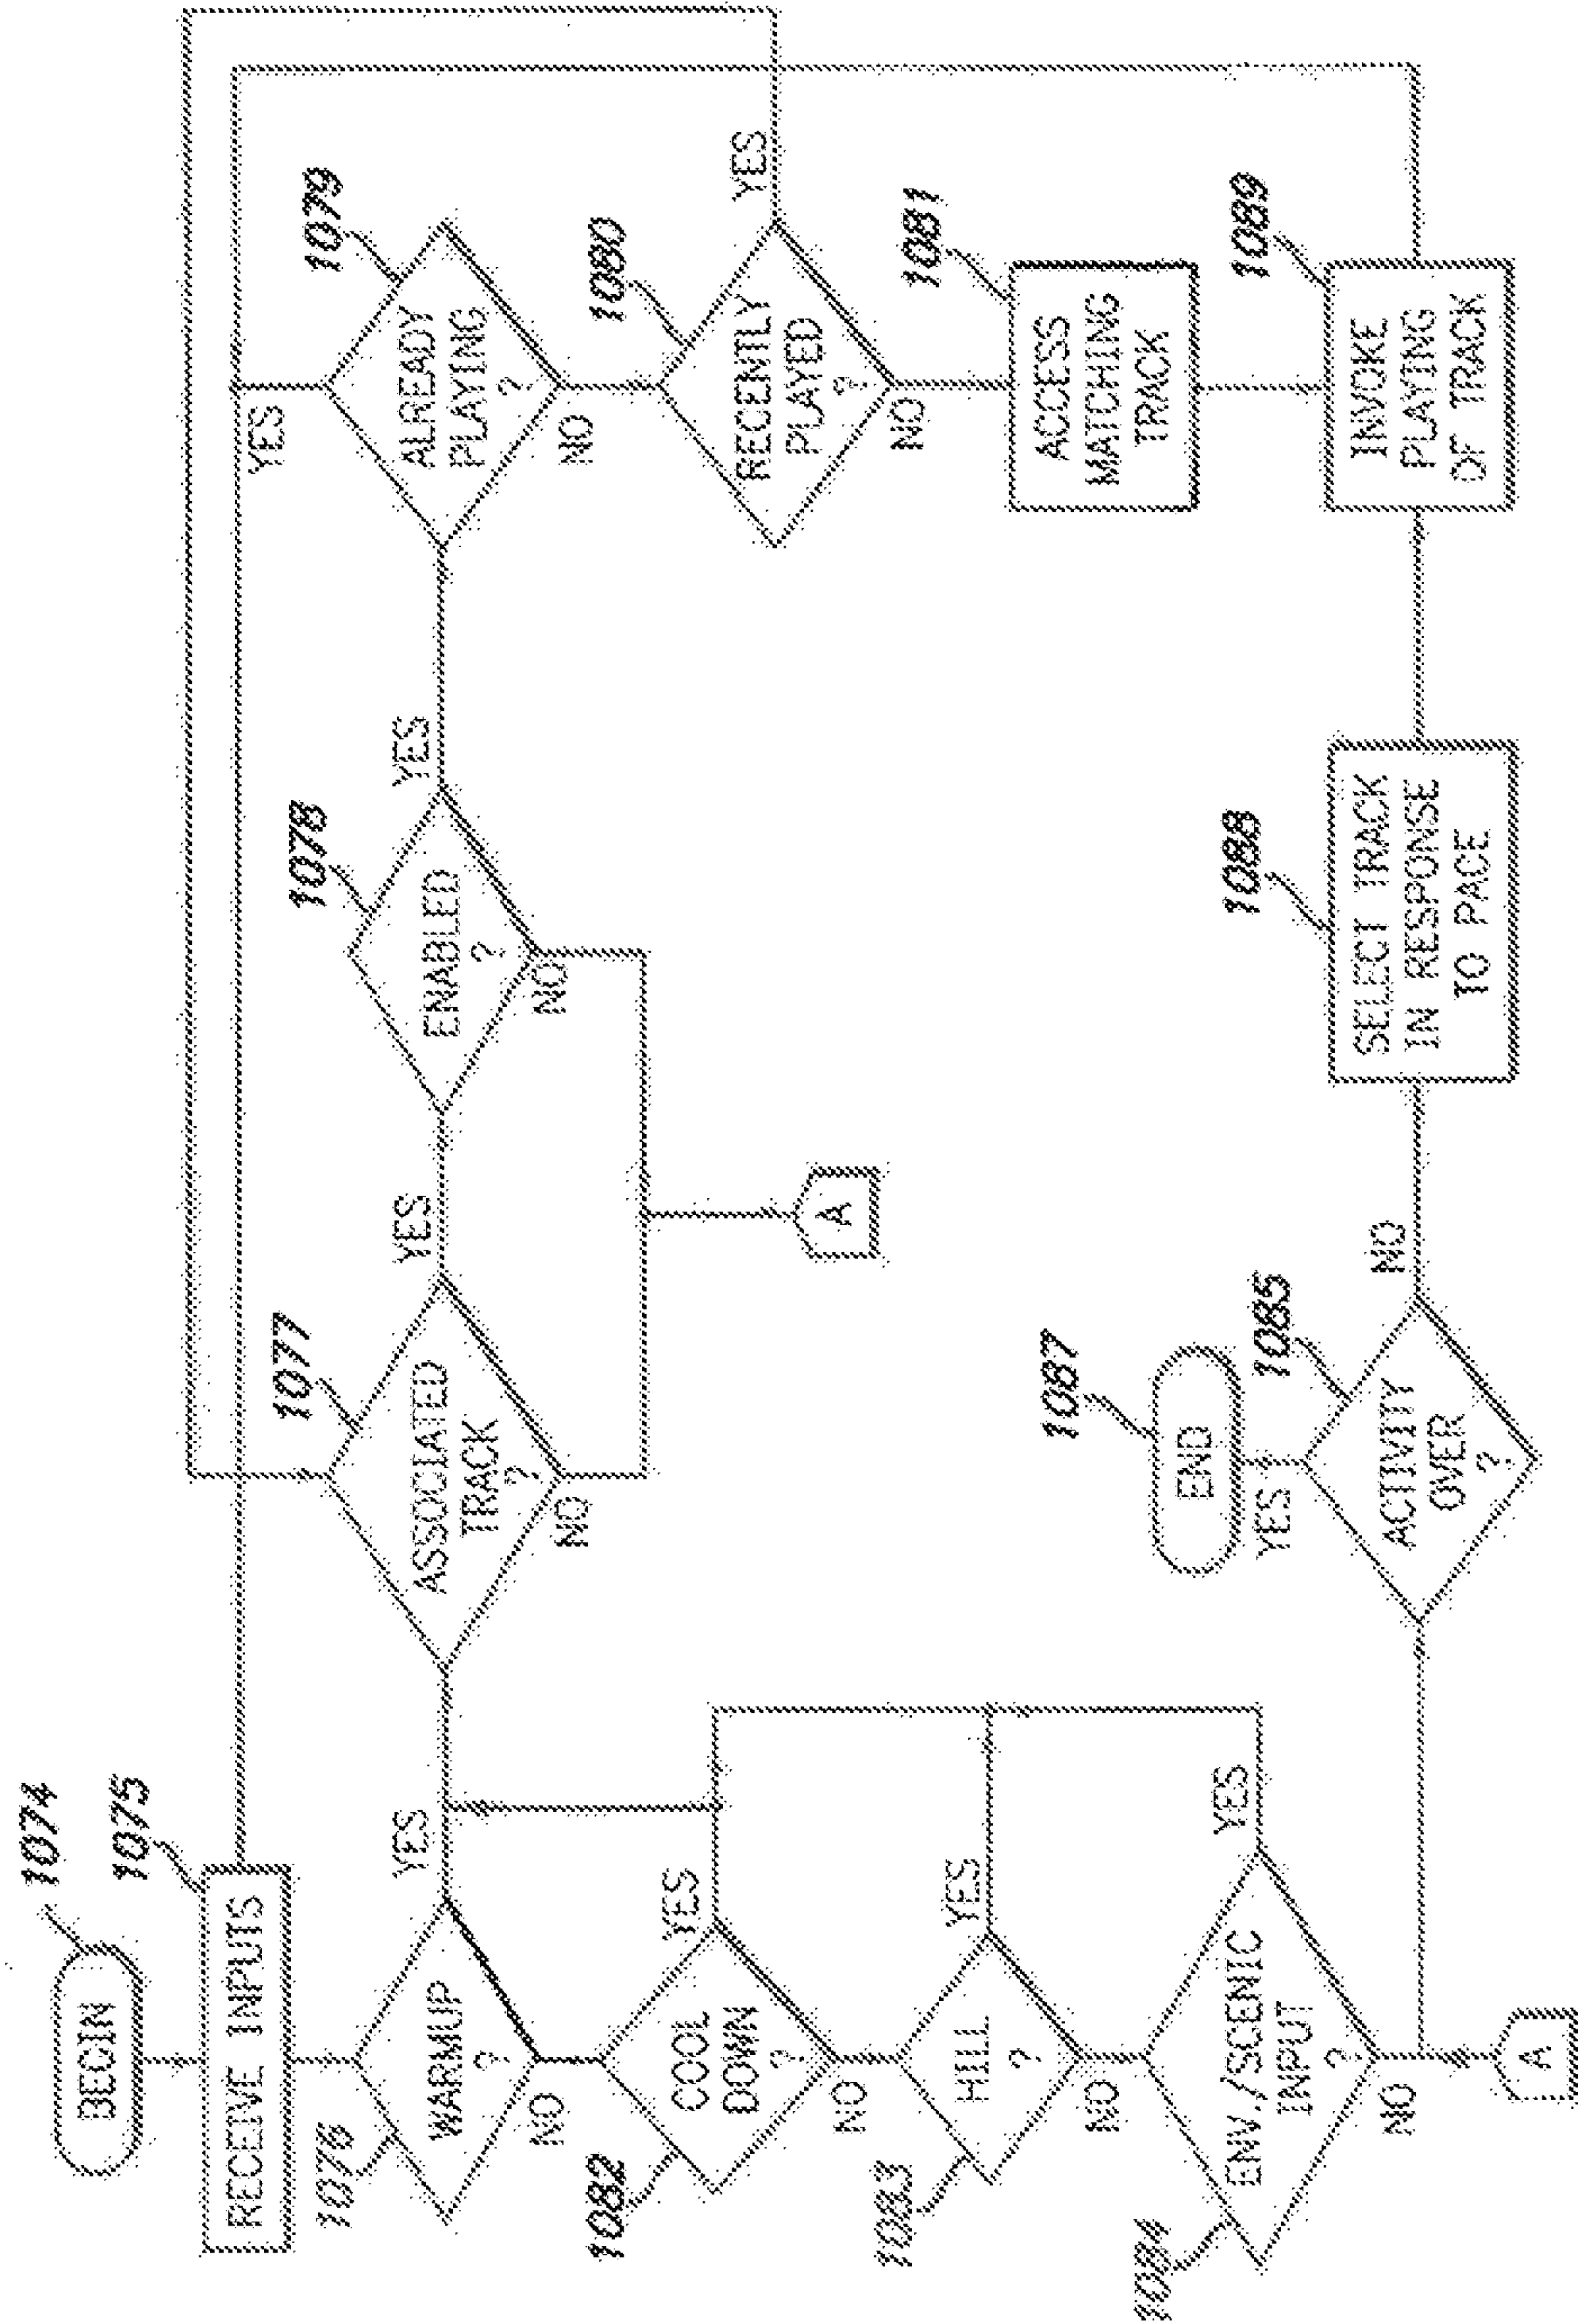 1074
BEGIN
1075
RECEIVE INPUTS
1076
WARMUP
?
YES
NO
1082
COOL
DOWN
?
YES
NO
1083
HILL
?
YES
NO
1084
ENV./SCENIC
INPUT
?
YES
NO
A
1077
ASSOCIATED
TRACK
?
YES
NO
1078
ENABLED
?
YES
NO
A
1079
ALREADY
PLAYING
?
YES
NO
1080
RECENTLY
PLAYED
?
YES
NO
1081
ACCESS
MATCHING
TRACK
1087
END
YES
1085
ACTIVITY
OVER
?
NO
1088
SELECT TRACK
IN RESPONSE
TO PACE
1089
INVOKE
PLAYING
OF TRACK